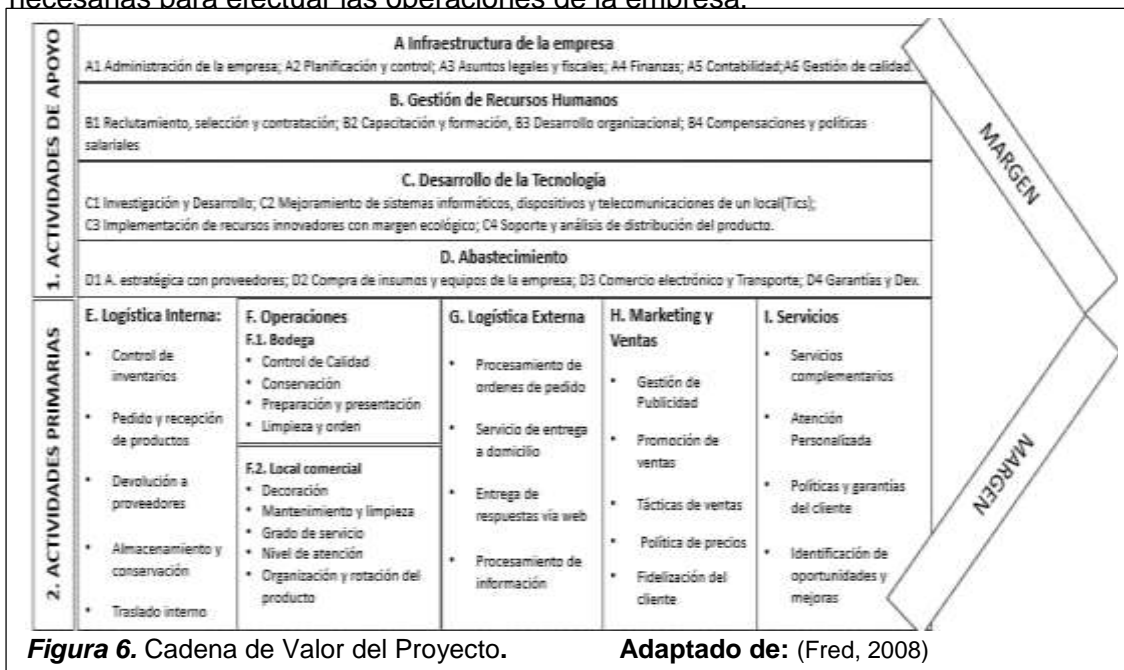 necesarias para efectuar las operaciones de la empresa.
1. ACTIVIDADES DE APOYO
A Infraestructura de la empresa
A1 Administración de la empresa; A2 Planificación y control; A3 Asuntos legales y fiscales; A4 Finanzas; A5 Contabilidad;A6 Gestión de calidad.
B. Gestión de Recursos Humanos
B1 Reclutamiento, selección y contratación; B2 Capacitación y formación, B3 Desarrollo organizacional; B4 Compensaciones y políticas
salariales
C. Desarrollo de la Tecnología
C1 Investigación y Desarrollo; C2 Mejoramiento de sistemas informáticos, dispositivos y telecomunicaciones de un local(Tics);
C3 Implementación de recursos innovadores con margen ecológico; C4 Soporte y análisis de distribución del producto.
D. Abastecimiento
D1 A. estratégica con proveedores; D2 Compra de insumos y equipos de la empresa; D3 Comercio electrónico y Transporte; D4 Garantías y Dev.
MARGEN
2. ACTIVIDADES PRIMARIAS
E. Logística Interna:
• Control de
inventarios
• Pedido y recepción
de productos
• Devolución a
proveedores
• Almacenamiento y
conservación
• Traslado interno
F. Operaciones
F.1. Bodega
• Control de Calidad
• Conservación
• Preparación y presentación
• Limpieza y orden
F.2. Local comercial
• Decoración
• Mantenimiento y limpieza
• Grado de servicio
• Nivel de atención
• Organización y rotación del
producto
G. Logística Externa
• Procesamiento de
ordenes de pedido
• Servicio de entrega
a domicilio
• Entrega de
respuestas vía web
• Procesamiento de
información
H. Marketing y
Ventas
• Gestión de
Publicidad
• Promoción de
ventas
• Tácticas de ventas
• Política de precios
• Fidelización del
cliente
I. Servicios
• Servicios
complementarios
• Atención
Personalizada
• Políticas y garantías
del cliente
• Identificación de
oportunidades y
mejoras
MARGEN
Figura 6. Cadena de Valor del Proyecto. Adaptado de: (Fred, 2008)